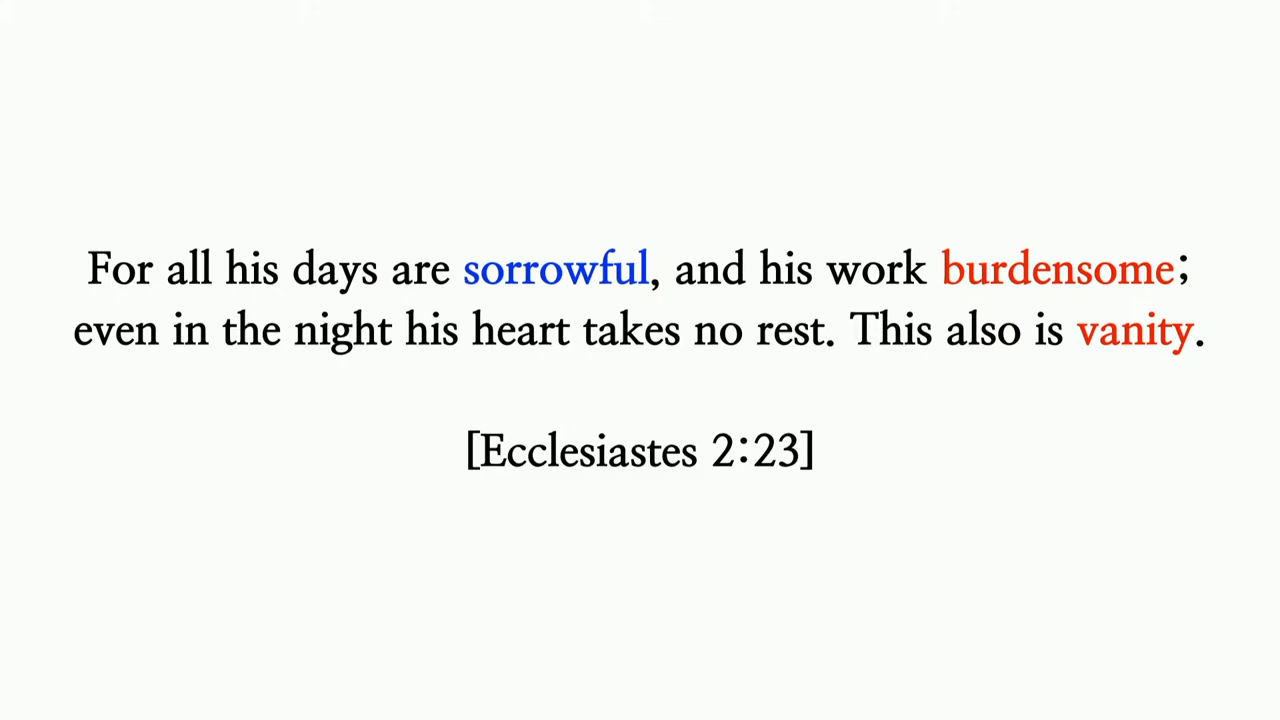 For all his days are sorrowful, and his work burdensome;
even in the night his heart takes no rest. This also is vanity.
[Ecclesiastes 2:23]